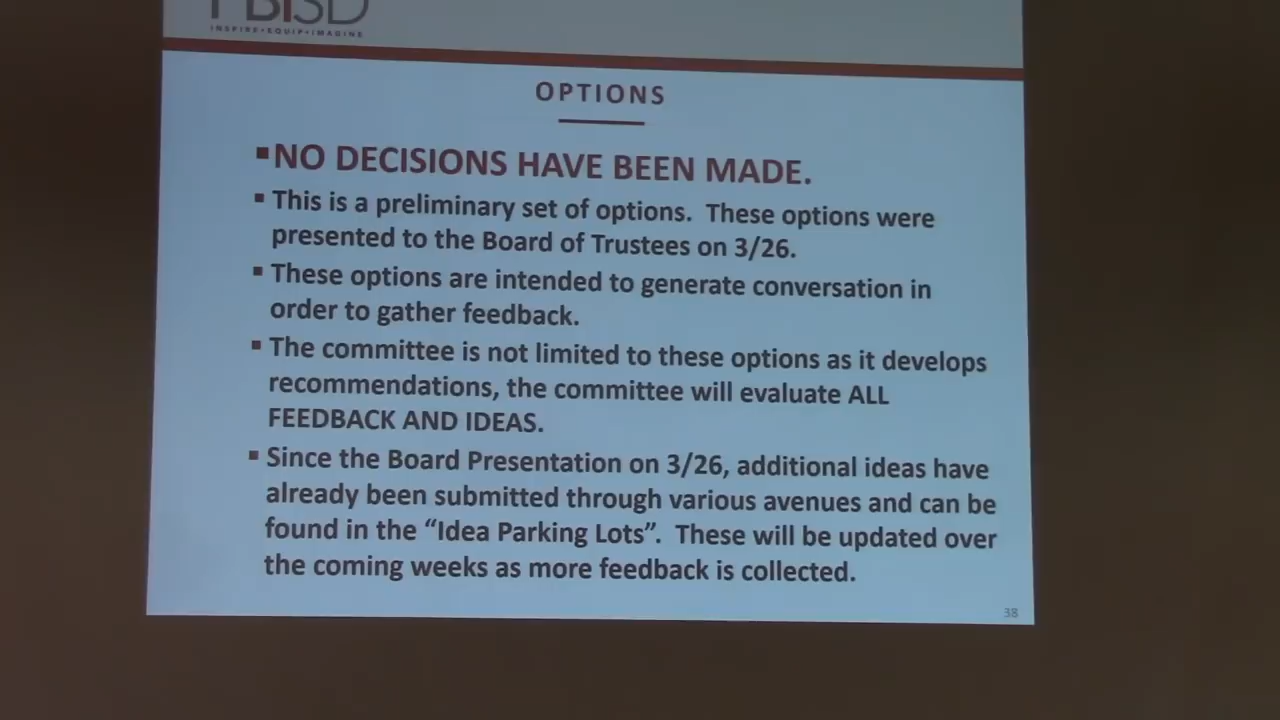 FBISD
INSPIRE•EQUIP•IMAGINE
OPTIONS
▪NO DECISIONS HAVE BEEN MADE.
▪ This is a preliminary set of options. These options were
presented to the Board of Trustees on 3/26.
▪ These options are intended to generate conversation in
order to gather feedback.
▪ The committee is not limited to these options as it develops
recommendations, the committee will evaluate ALL
FEEDBACK AND IDEAS.
▪ Since the Board Presentation on 3/26, additional ideas have
already been submitted through various avenues and can be
found in the “Idea Parking Lots”. These will be updated over
the coming weeks as more feedback is collected.
38